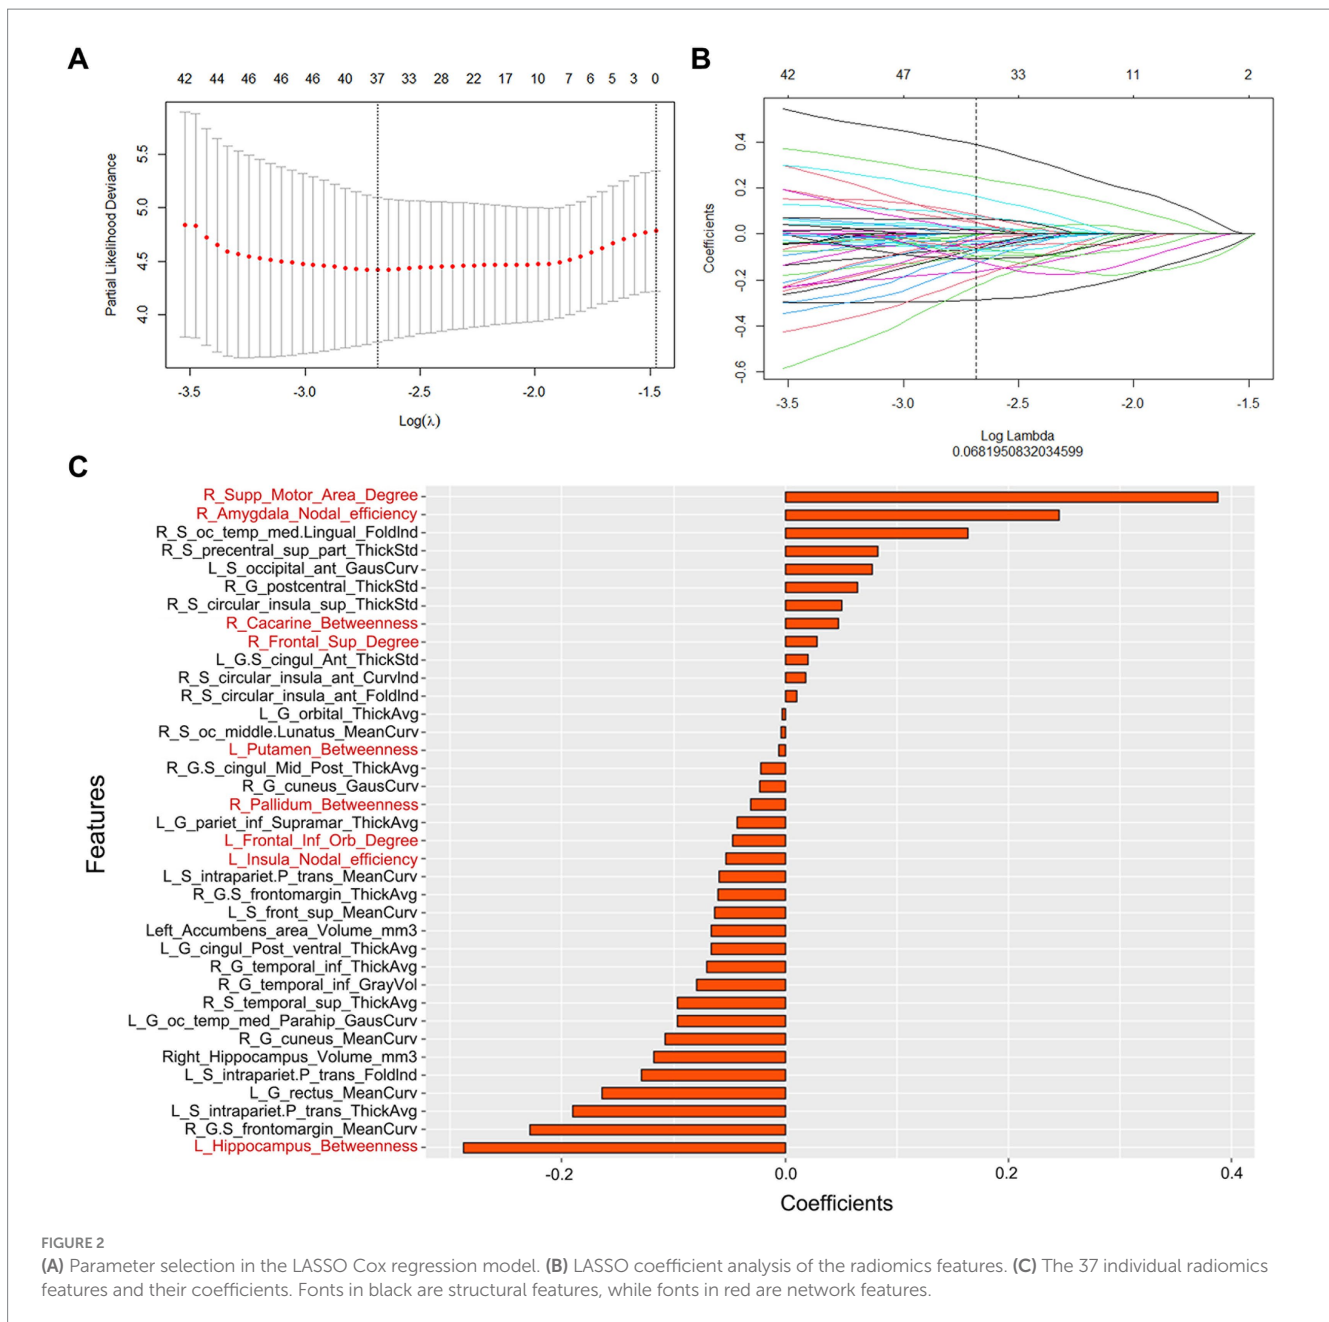 A
42 44 46 46 46 40 37 33 28 22 17 10 7 6 5 3 0
Partial Likelihood Deviance
5.5
5.0
4.5
4.0
-3.5 -3.0 -2.5 -2.0 -1.5
Log(λ)
B
42 47 33 11 2
Coefficients
0.4
0.2
0.0
-0.2
-0.4
-0.6
-3.5 -3.0 -2.5 -2.0 -1.5
Log Lambda
0.0681950832034599
C
Features
R_Supp_Motor_Area_Degree
R_Amygdala_Nodal_efficiency
R_S_oc_temp_med.Lingual_FoldInd
R_S_precentral_sup_part_ThickStd
L_S_occipital_ant_GausCurv
R_G_postcentral_ThickStd
R_S_circular_insula_sup_ThickStd
R_Cacarine_Betweenness
R_Frontal_Sup_Degree
L_G.S_cingul_Ant_ThickStd
R_S_circular_insula_ant_CurvInd
R_S_circular_insula_ant_FoldInd
L_G_orbital_ThickAvg
R_S_oc_middle.Lunatus_MeanCurv
L_Putamen_Betweenness
R_G.S_cingul_Mid_Post_ThickAvg
R_G_cuneus_GausCurv
R_Pallidum_Betweenness
L_G_pariet_inf_Supramar_ThickAvg
L_Frontal_Inf_Orb_Degree
L_Insula_Nodal_efficiency
L_S_intrapariet.P_trans_MeanCurv
R_G.S_frontomargin_ThickAvg
L_S_front_sup_MeanCurv
Left_Accumbens_area_Volume_mm3
L_G_cingul_Post_ventral_ThickAvg
R_G_temporal_inf_ThickAvg
R_G_temporal_inf_GrayVol
R_S_temporal_sup_ThickAvg
L_G_oc_temp_med_Parahip_GausCurv
R_G_cuneus_MeanCurv
Right_Hippocampus_Volume_mm3
L_S_intrapariet.P_trans_FoldInd
L_G_rectus_MeanCurv
L_S_intrapariet.P_trans_ThickAvg
R_G.S_frontomargin_MeanCurv
L_Hippocampus_Betweenness
-0.2 0.0 0.2 0.4
Coefficients
FIGURE 2
(A) Parameter selection in the LASSO Cox regression model. (B) LASSO coefficient analysis of the radiomics features. (C) The 37 individual radiomics
features and their coefficients. Fonts in black are structural features, while fonts in red are network features.